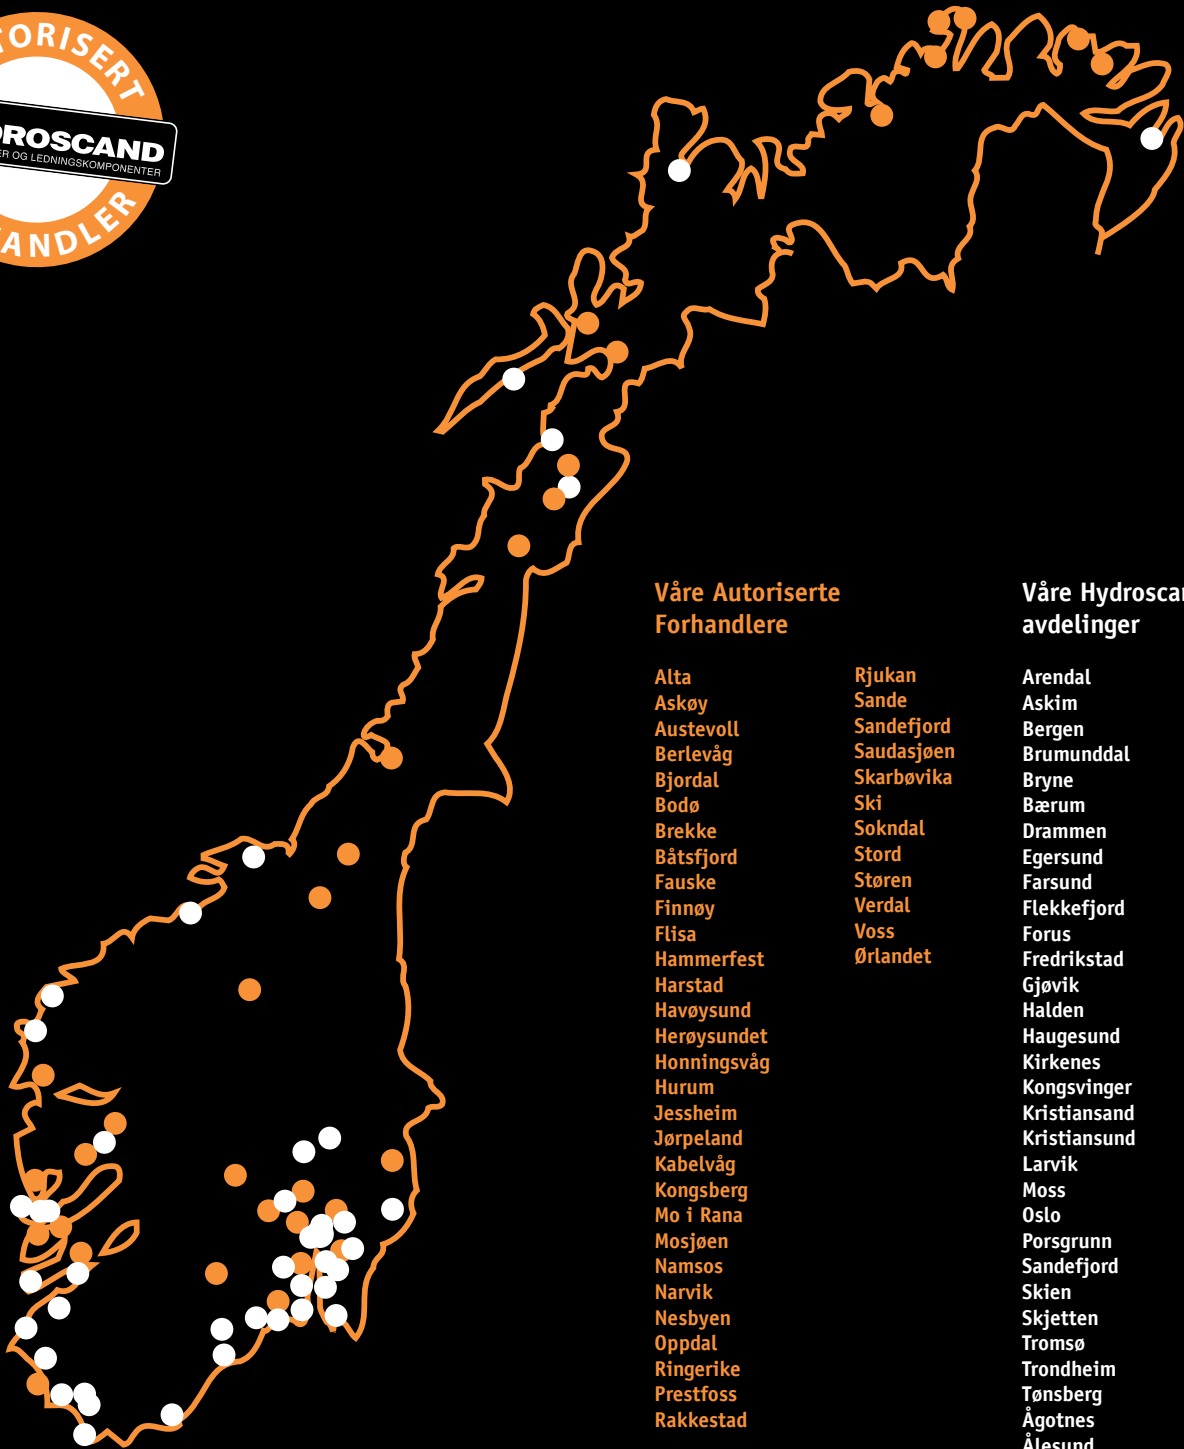 Våre Autoriserte
Forhandlere
Alta
Askøy
Austevoll
Berlevåg
Bjordal
Bodø
Brekke
Båtsfjord
Fauske
Finnøy
Flisa
Hammerfest
Harstad
Havøysund
Herøysundet
Honningsvåg
Hurum
Jessheim
Jørpeland
Kabelvåg
Kongsberg
Mo i Rana
Mosjøen
Namsos
Narvik
Nesbyen
Oppdal
Ringerike
Prestfoss
Rakkestad
Rjukan
Sande
Sandefjord
Saudasjøen
Skarbøvika
Ski
Sokndal
Stord
Støren
Verdal
Voss
Ørlandet
Våre Hydroscan
avdelinger
Arendal
Askim
Bergen
Brumunddal
Bryne
Bærum
Drammen
Egersund
Farsund
Flekkefjord
Forus
Fredrikstad
Gjøvik
Halden
Haugesund
Kirkenes
Kongsvinger
Kristiansand
Kristiansund
Larvik
Moss
Oslo
Porsgrunn
Sandefjord
Skien
Skjetten
Tromsø
Trondheim
Tønsberg
Ågotnes
Ålesund
TORISERT
DROSCAND
ER OG LEDNINGSKOMPONENTER
HANDLER